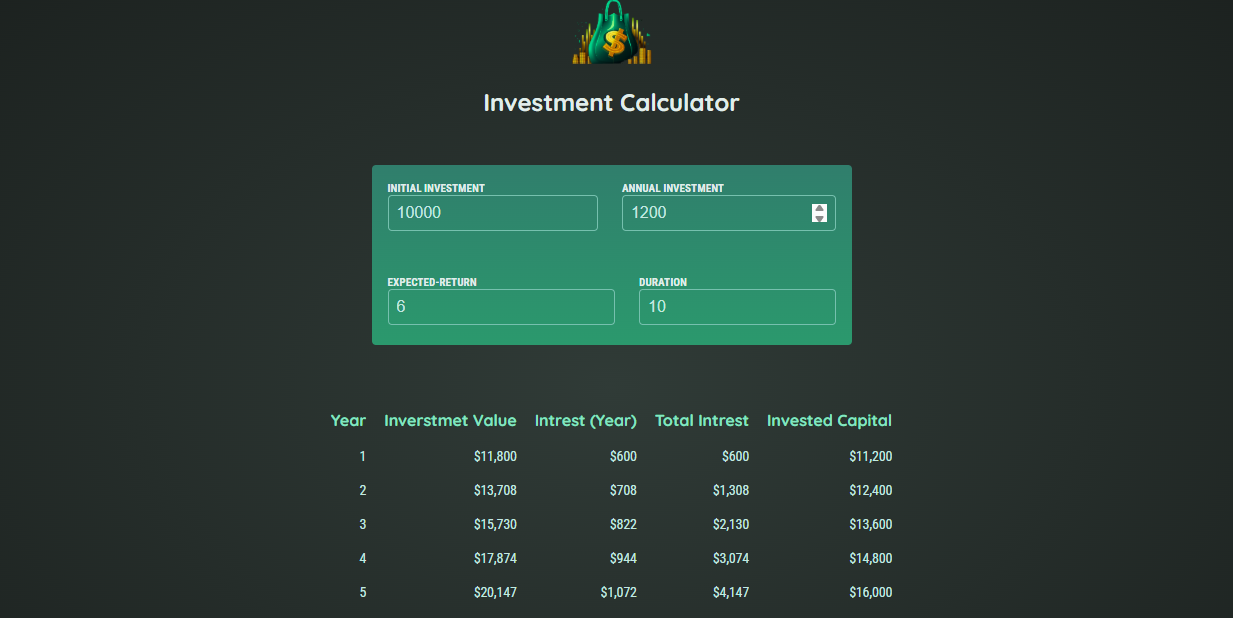 $
Investment Calculator
INITIAL INVESTMENT ANNUAL INVESTMENT
10000 1200
EXPECTED-RETURN DURATION
6 10
Year Inverstmet Value Intrest (Year) Total Intrest Invested Capital
1 $11,800 $600 $600 $11,200
2 $13,708 $708 $1,308 $12,400
3 $15,730 $822 $2,130 $13,600
4 $17,874 $944 $3,074 $14,800
5 $20,147 $1,072 $4,147 $16,000